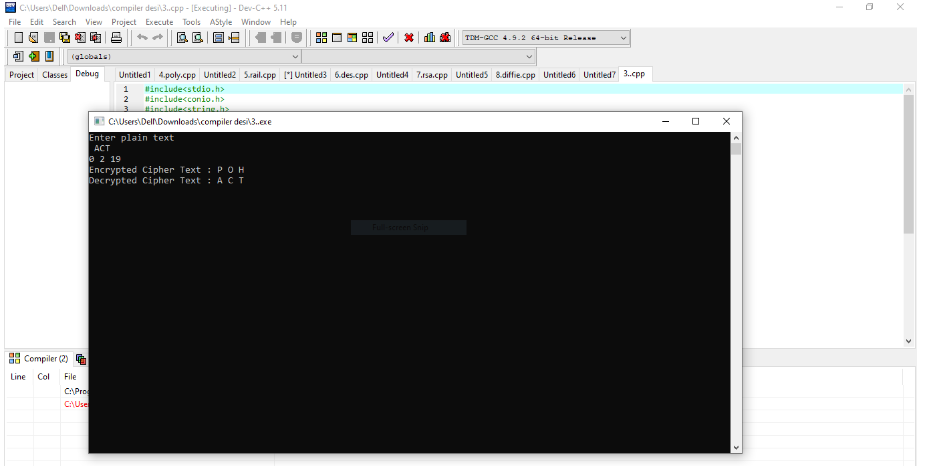 C:\Users\Dell\Downloads\compiler desi\3..cpp - [Executing] - Dev-C++ 5.11
File Edit Search View Project Execute Tools AStyle Window Help
TDM-GCC 4.9.2 64-bit Release
(globals)
Project Classes Debug Untitled1 4.poly.cpp Untitled2 5.rail.cpp [*] Untitled3 6.des.cpp Untitled4 7.rsa.cpp Untitled5 8.diffie.cpp Untitled6 Untitled7 3..cpp
1 #include<stdio.h>
2 #include<conio.h>
3 #include<string.h>
C:\Users\Dell\Downloads\compiler desi\3..exe
Enter plain text
ACT
0 2 19
Encrypted Cipher Text : P O H
Decrypted Cipher Text : A C T
Compiler (2)
Line Col File
C:\Prog
C:\User